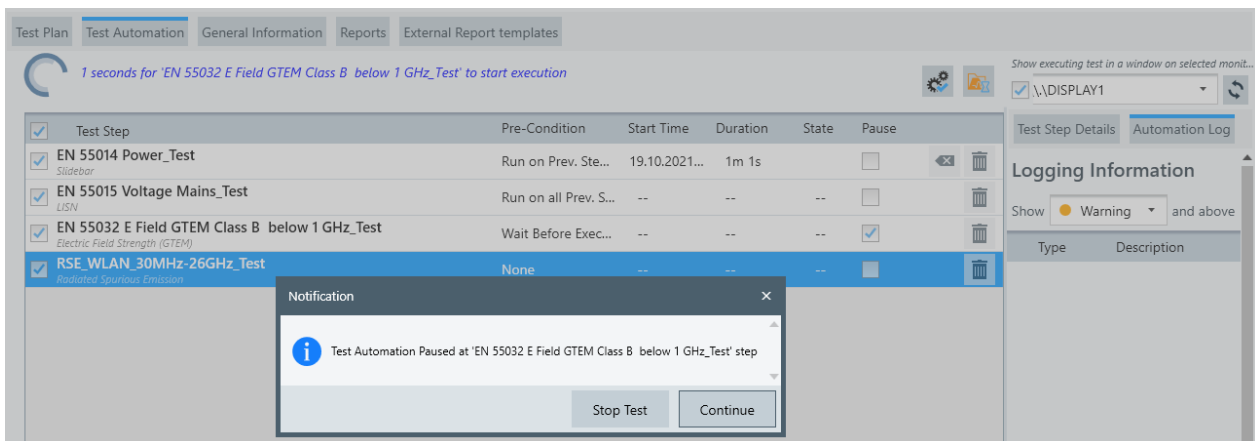 Test Plan Test Automation General Information Reports External Report templates
1 seconds for 'EN 55032 E Field GTEM Class B below 1 GHz_Test' to start execution
Show executing test in a window on selected monit...
\\.\DISPLAY1
Test Step Pre-Condition Start Time Duration State Pause
EN 55014 Power_Test Run on Prev. Ste... 19.10.2021... 1m 1s
Slidebar
EN 55015 Voltage Mains_Test Run on all Prev. S... -- -- --
LISN
EN 55032 E Field GTEM Class B below 1 GHz_Test Wait Before Exec... -- -- --
Electric Field Strength (GTEM)
RSE_WLAN_30MHz-26GHz_Test None -- -- --
Radiated Spurious Emission
Test Step Details Automation Log
Logging Information
Show Warning and above
Type Description
Notification
Test Automation Paused at 'EN 55032 E Field GTEM Class B below 1 GHz_Test' step
Stop Test Continue